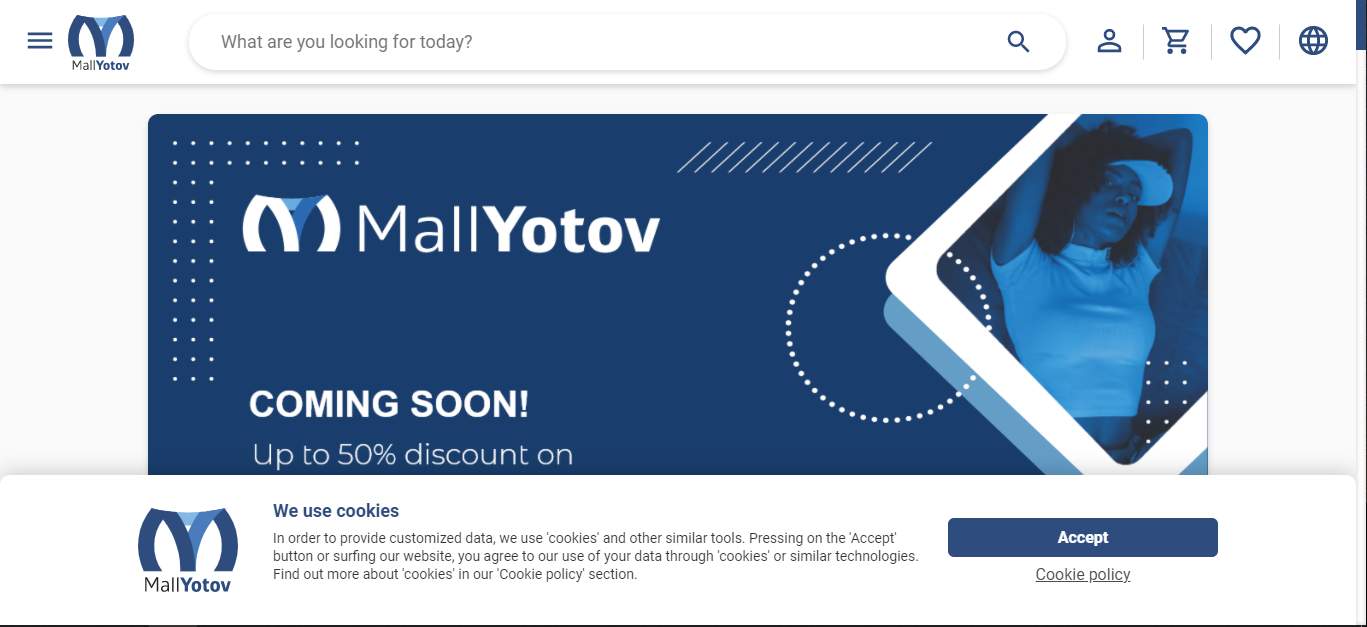 What are you looking for today?
MallYotov
MallYotov
COMING SOON!
Up to 50% discount on
MallYotov
We use cookies
In order to provide customized data, we use 'cookies' and other similar tools. Pressing on the 'Accept'
button or surfing our website, you agree to our use of your data through 'cookies' or similar technologies.
Find out more about 'cookies' in our 'Cookie policy' section.
Accept
Cookie policy